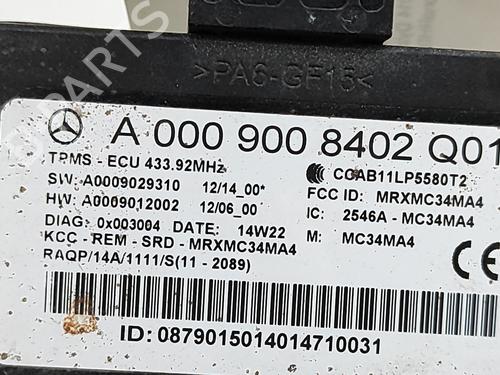 >PA6-GF15<
A 000 900 8402 Q01
TPMS - ECU 433.92MHz
CCAB11LP5580T2
SW: A0009029310 12/14_00*
FCC ID: MRXMC34MA4
HW: A0009012002 12/06_00
IC: 2546A - MC34MA4
DIAG: 0x003004 DATE: 14W22
M: MC34MA4
KCC - REM - SRD - MRXMC34MA4
RAQP/14A/1111/S(11 - 2089)
CE
ID: 0879015014014710031